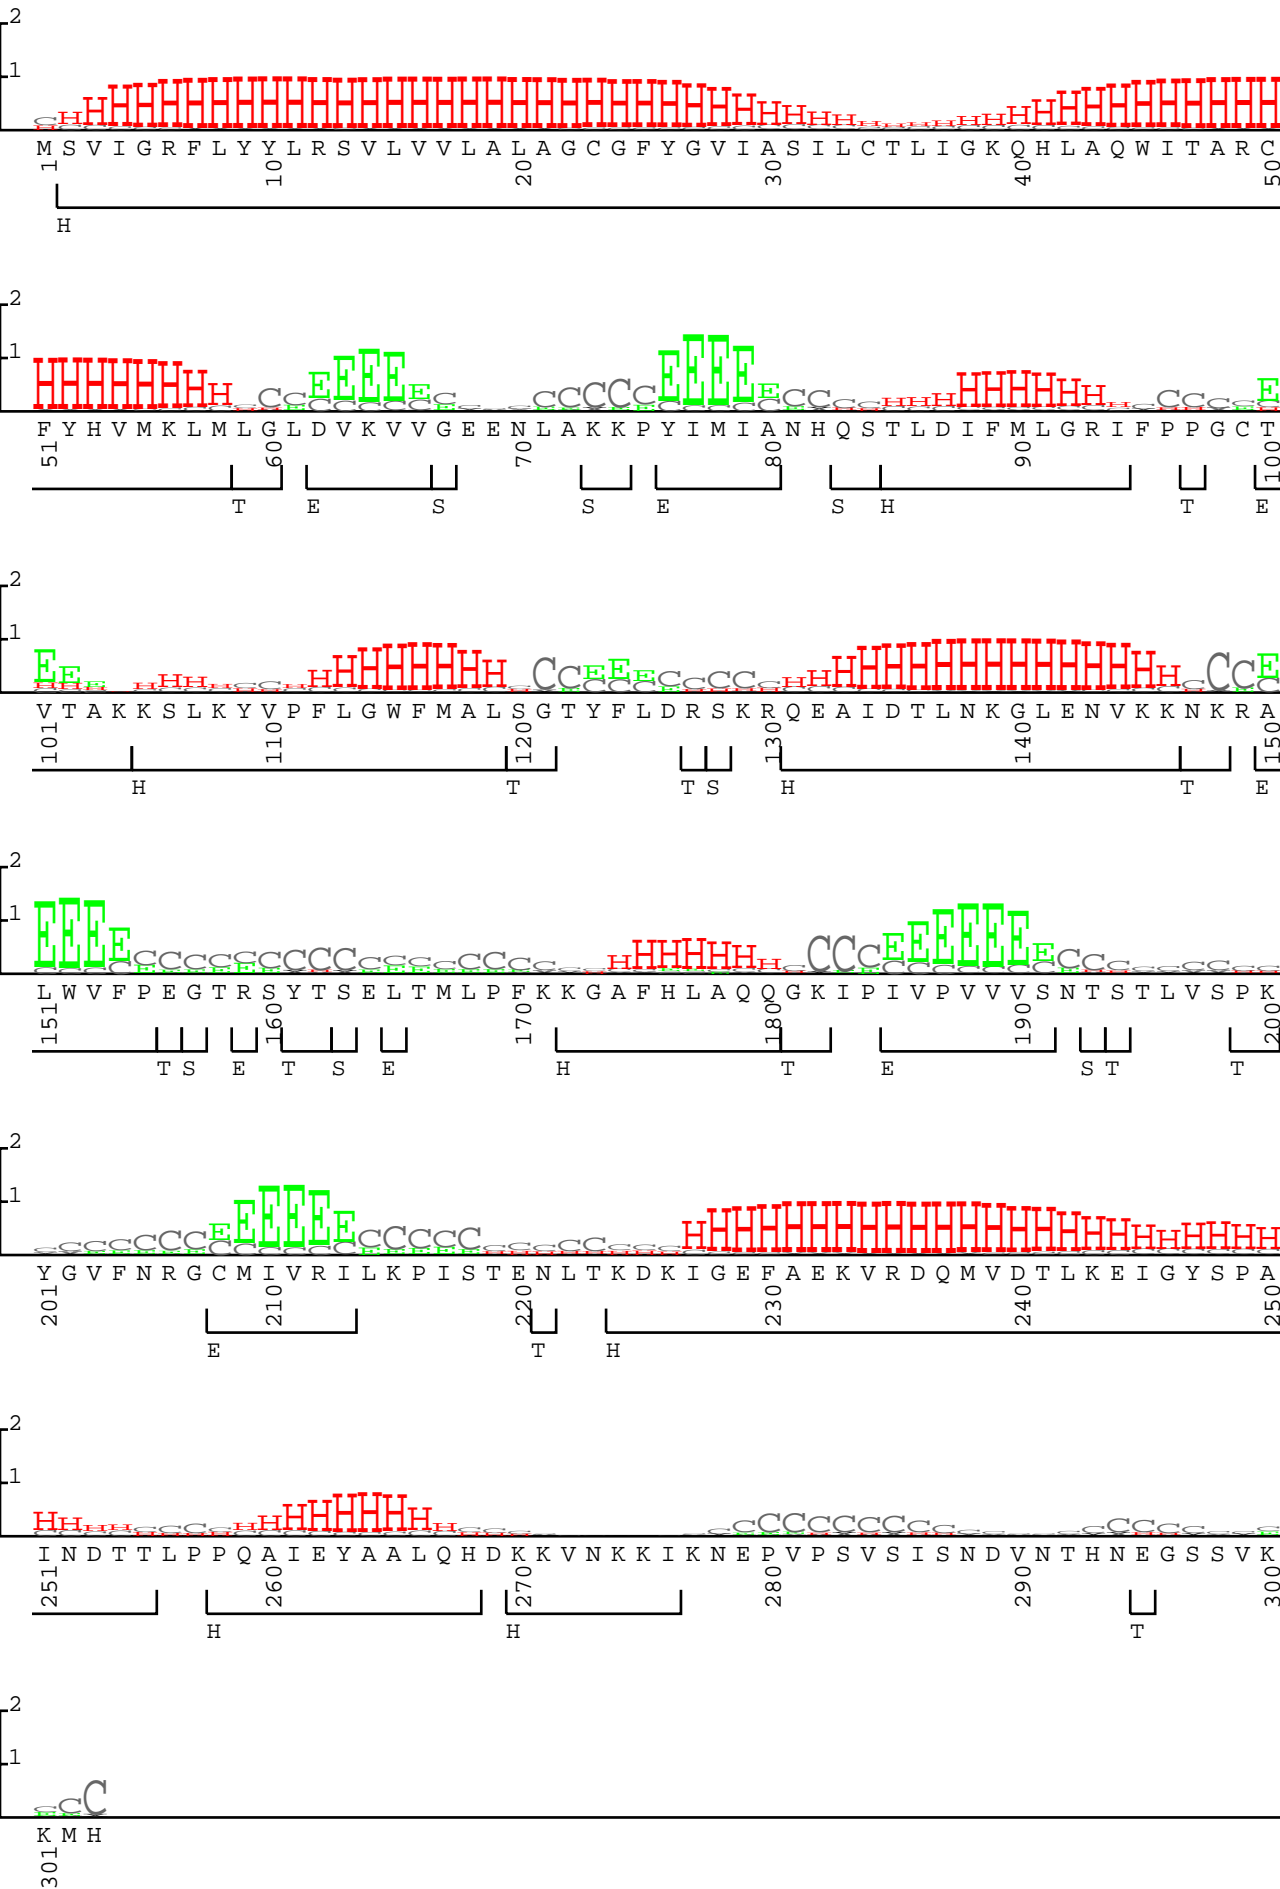 2
1
M S V I G R F L Y Y L R S V L V V L A L A G C G F Y G V I A S I L C T L I G K Q H L A Q W I T A R C
1 10 20 30 40 50
H
2
1
F Y H V M K L M L G L D V K V V G E E N L A K K P Y I M I A N H Q S T L D I F M L G R I F P P G C T
51 60 70 80 90 100
T E S S E S H T E
2
1
V T A K K S L K Y V P F L G W F M A L S G T Y F L D R S K R Q E A I D T L N K G L E N V K K N K R A
101 110 120 130 140 150
H T T S H T E
2
1
L W V F P E G T R S Y T S E L T M L P F K K G A F H L A Q Q G K I P I V P V V V S N T S T L V S P K
151 160 170 180 190 200
T S E T S E H T E S T T
2
1
Y G V F N R G C M I V R I L K P I S T E N L T K D K I G E F A E K V R D Q M V D T L K E I G Y S P A
201 210 220 230 240 250
E T H
2
1
I N D T T L P P Q A I E Y A A L Q H D K K V N K K I K N E P V P S V S I S N D V N T H N E G S S V K
251 260 270 280 290 300
H H T
2
1
K M H
301